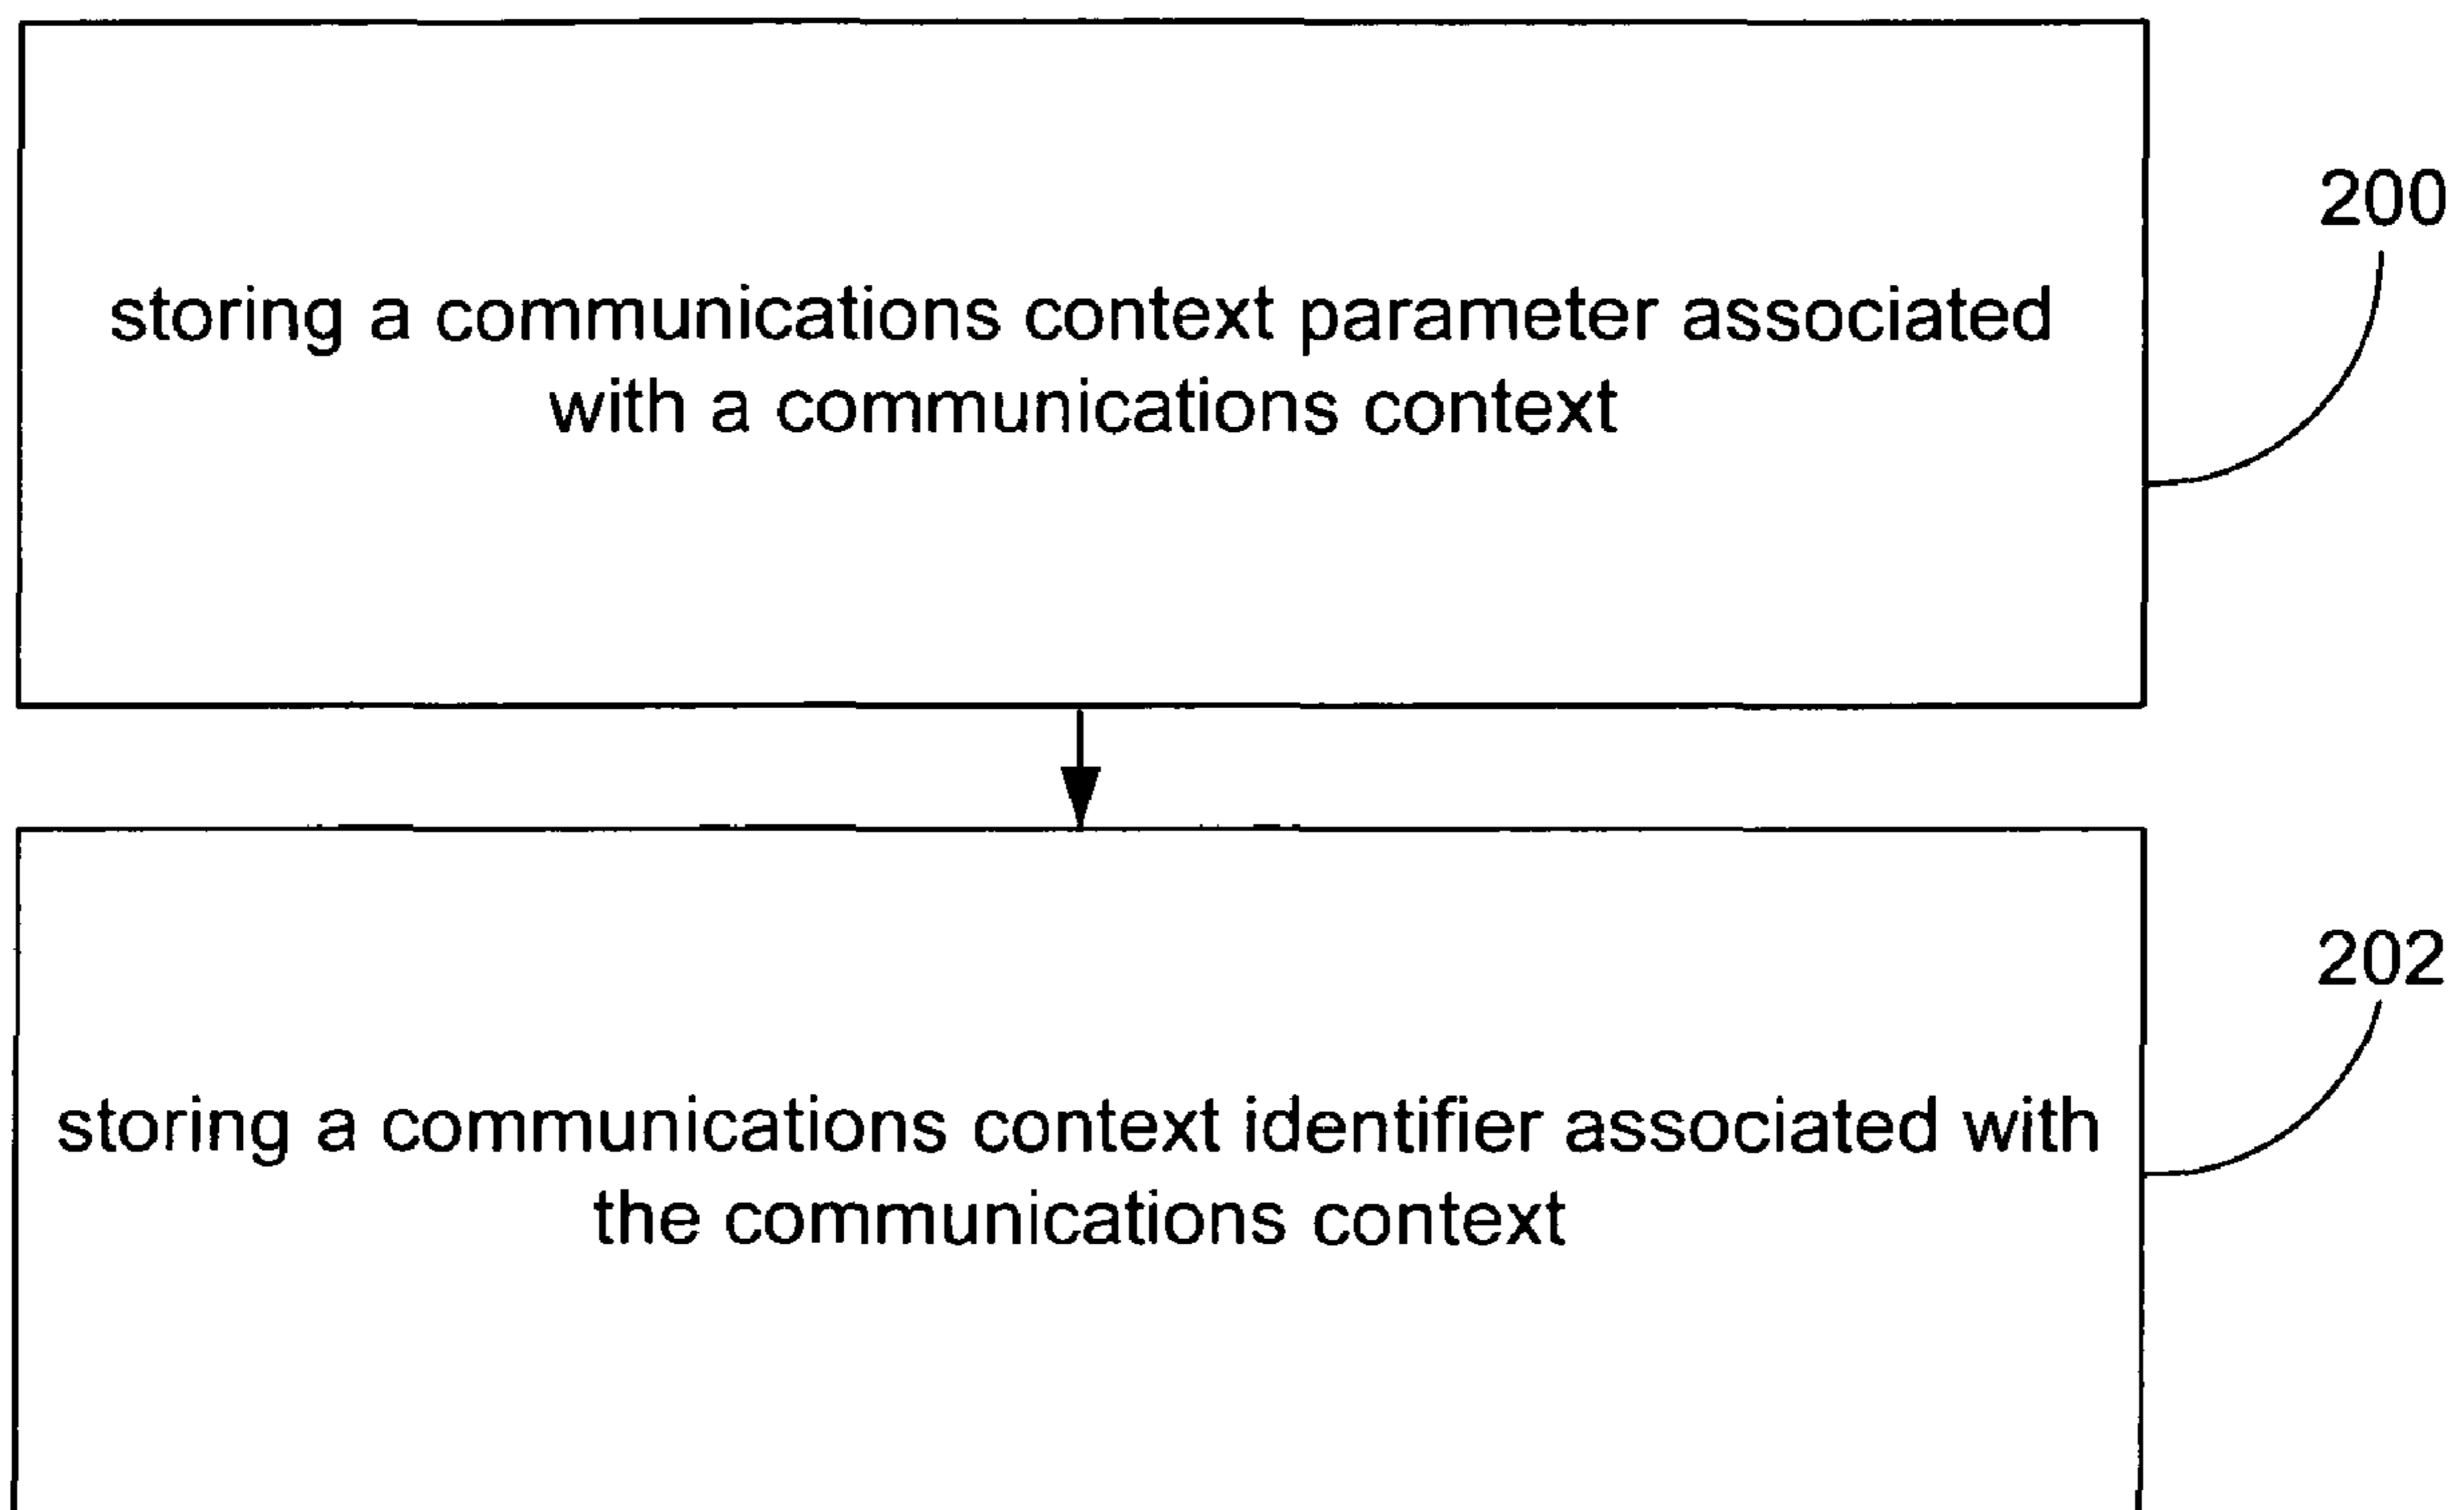 200
storing a communications context parameter associated
with a communications context
202
storing a communications context identifier associated with
the communications context